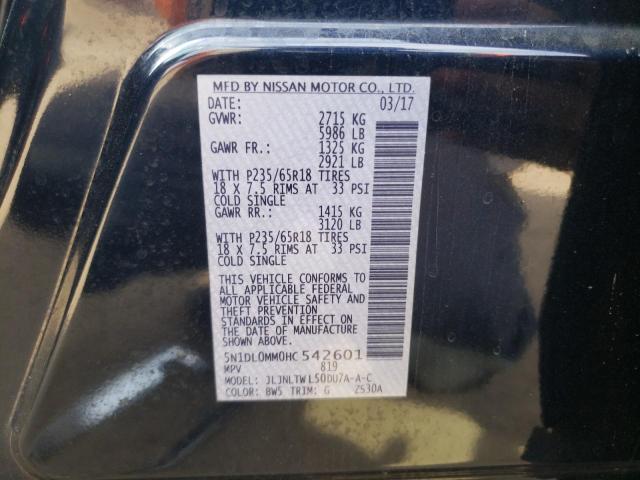 MFD BY NISSAN MOTOR CO., LTD.
DATE: 03/17
GVWR: 2715 KG
5986 LB
GAWR FR.: 1325 KG
2921 LB
WITH P235/65R18 TIRES
18 X 7.5 RIMS AT 33 PSI
COLD SINGLE
GAWR RR.: 1415 KG
3120 LB
WITH P235/65R18 TIRES
18 X 7.5 RIMS AT 33 PSI
COLD SINGLE
THIS VEHICLE CONFORMS TO
ALL APPLICABLE FEDERAL
MOTOR VEHICLE SAFETY AND
THEFT PREVENTION
STANDARDS IN EFFECT ON
THE DATE OF MANUFACTURE
SHOWN ABOVE.
5N1DL0MM0HC 542601
MPV 819
MODEL: JLJNLTWL50DU7A-A-C
COLOR: BW5 TRIM: G ZS30A